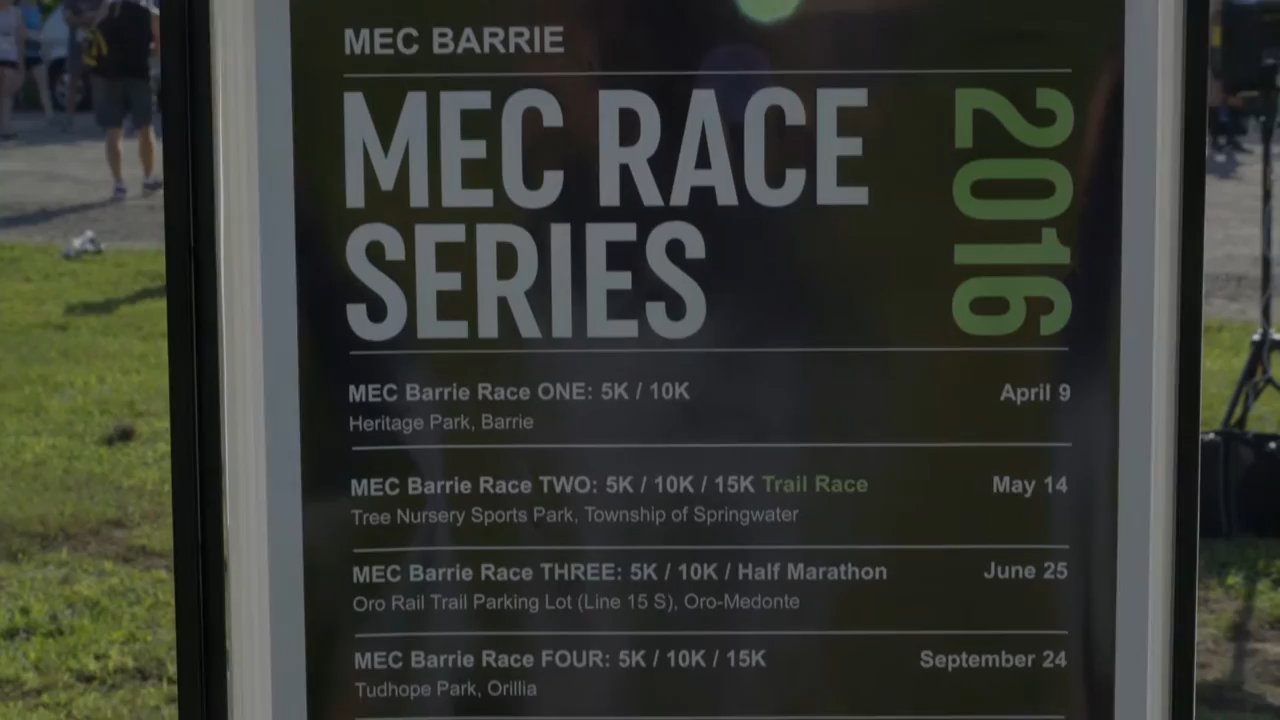 MEC BARRIE
MEC RACE
SERIES
2016
MEC Barrie Race ONE: 5K / 10K April 9
Heritage Park, Barrie
MEC Barrie Race TWO: 5K / 10K / 15K Trail Race May 14
Tree Nursery Sports Park, Township of Springwater
MEC Barrie Race THREE: 5K / 10K / Half Marathon June 25
Oro Rail Trail Parking Lot (Line 15 S), Oro-Medonte
MEC Barrie Race FOUR: 5K / 10K / 15K September 24
Tudhope Park, Orillia